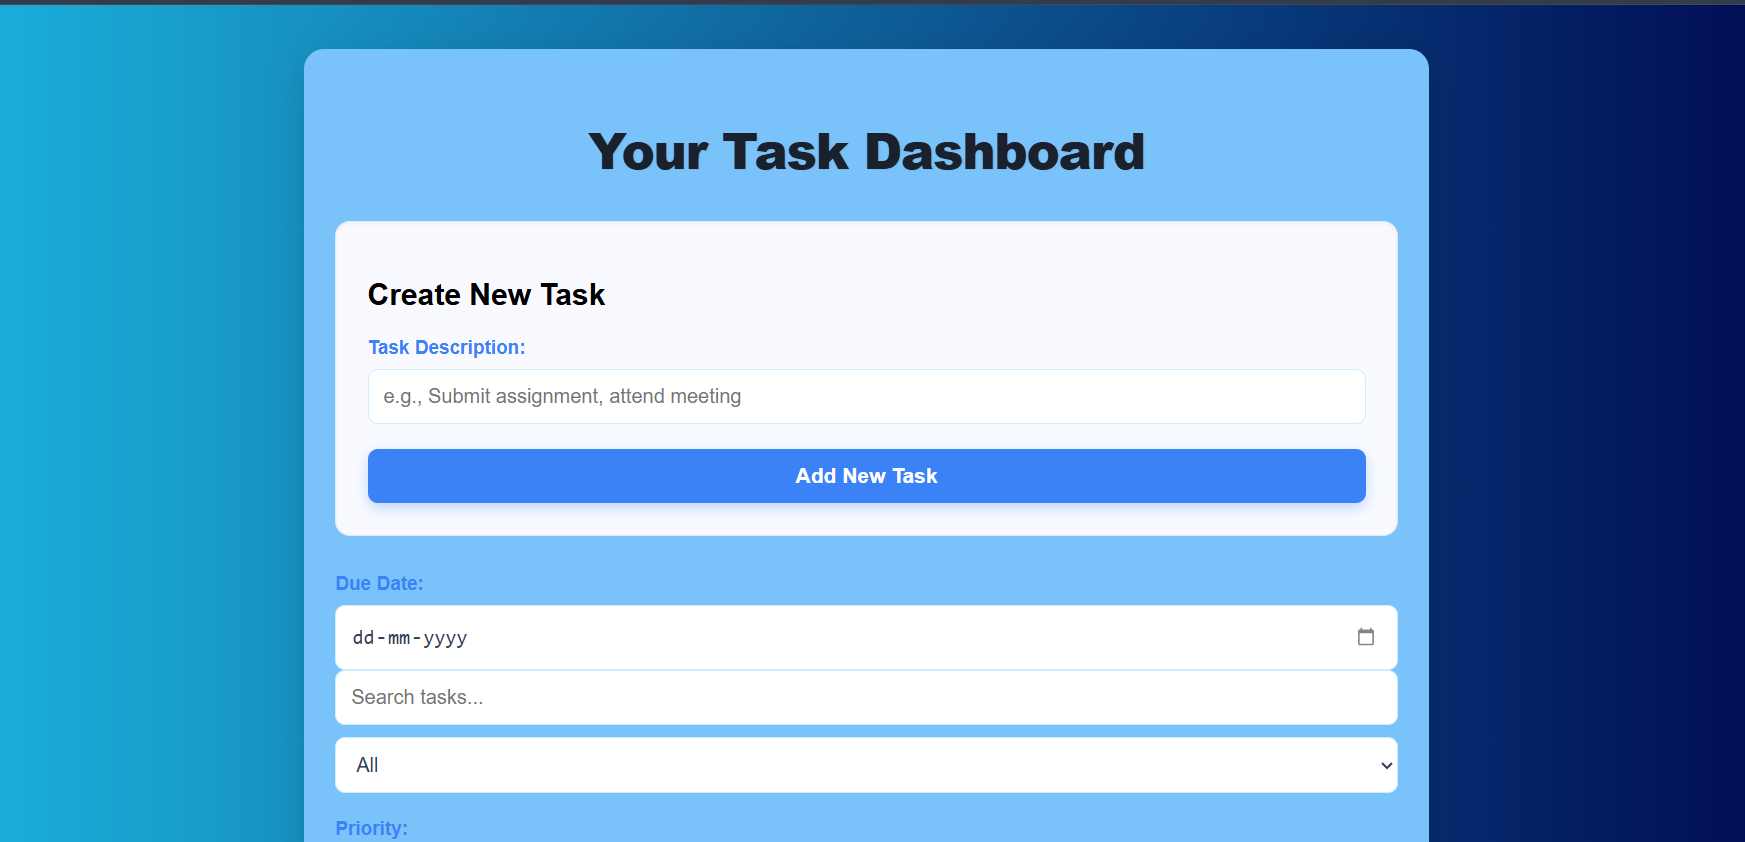 Your Task Dashboard
Create New Task
Task Description:
e.g., Submit assignment, attend meeting
Add New Task
Due Date:
dd-mm-yyyy
Search tasks...
All
Priority: